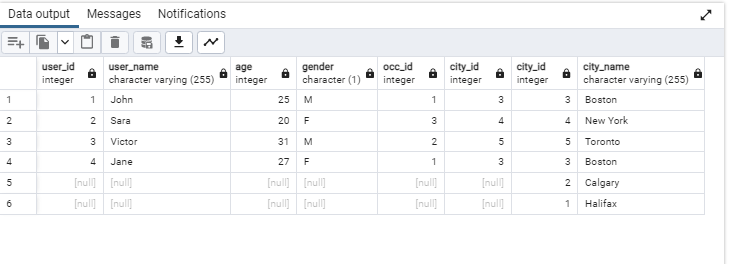 Data output Messages Notifications
user_id integer user_name character varying (255) age integer gender character (1) occ_id integer city_id integer city_id integer city_name character varying (255)
1 1 John 25 M 1 3 3 Boston
2 2 Sara 20 F 3 4 4 New York
3 3 Victor 31 M 2 5 5 Toronto
4 4 Jane 27 F 1 3 3 Boston
5 [null] [null] [null] [null] [null] [null] 2 Calgary
6 [null] [null] [null] [null] [null] [null] 1 Halifax